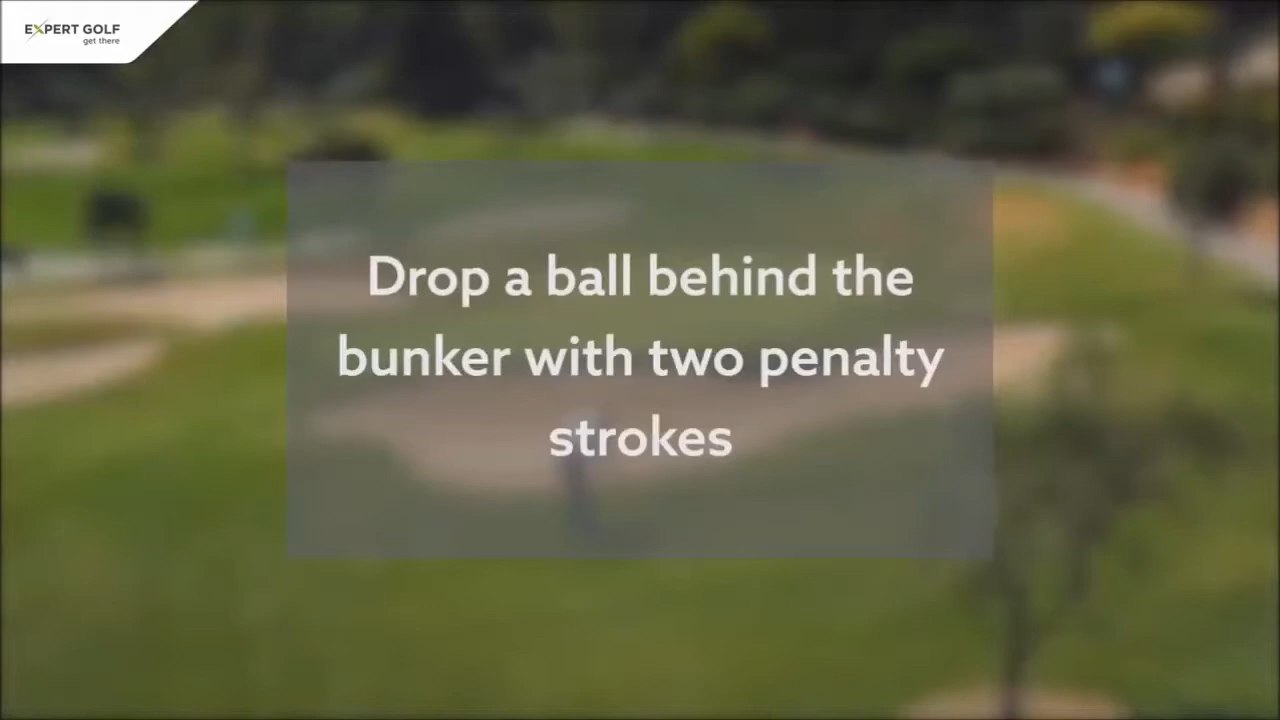 EXPERT GOLF
get there
Drop a ball behind the
bunker with two penalty
strokes